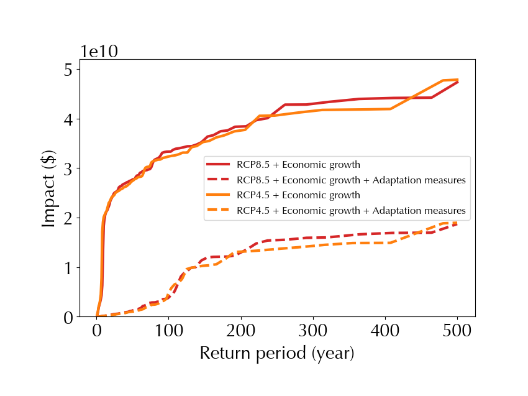 1e10
5
4
3
2
1
0
Impact ($)
RCP8.5 + Economic growth
RCP8.5 + Economic growth + Adaptation measures
RCP4.5 + Economic growth
RCP4.5 + Economic growth + Adaptation measures
0 100 200 300 400 500
Return period (year)